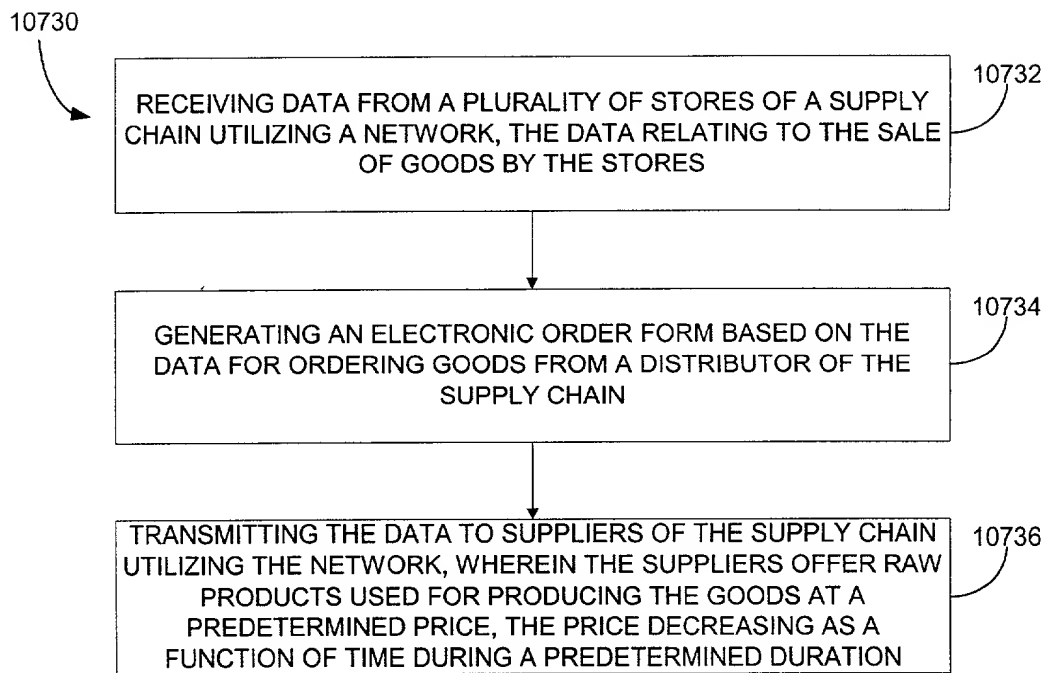 10730
RECEIVING DATA FROM A PLURALITY OF STORES OF A SUPPLY
CHAIN UTILIZING A NETWORK, THE DATA RELATING TO THE SALE
OF GOODS BY THE STORES
10732
GENERATING AN ELECTRONIC ORDER FORM BASED ON THE
DATA FOR ORDERING GOODS FROM A DISTRIBUTOR OF THE
SUPPLY CHAIN
10734
TRANSMITTING THE DATA TO SUPPLIERS OF THE SUPPLY CHAIN
UTILIZING THE NETWORK, WHEREIN THE SUPPLIERS OFFER RAW
PRODUCTS USED FOR PRODUCING THE GOODS AT A
PREDETERMINED PRICE, THE PRICE DECREASING AS A
FUNCTION OF TIME DURING A PREDETERMINED DURATION
10736